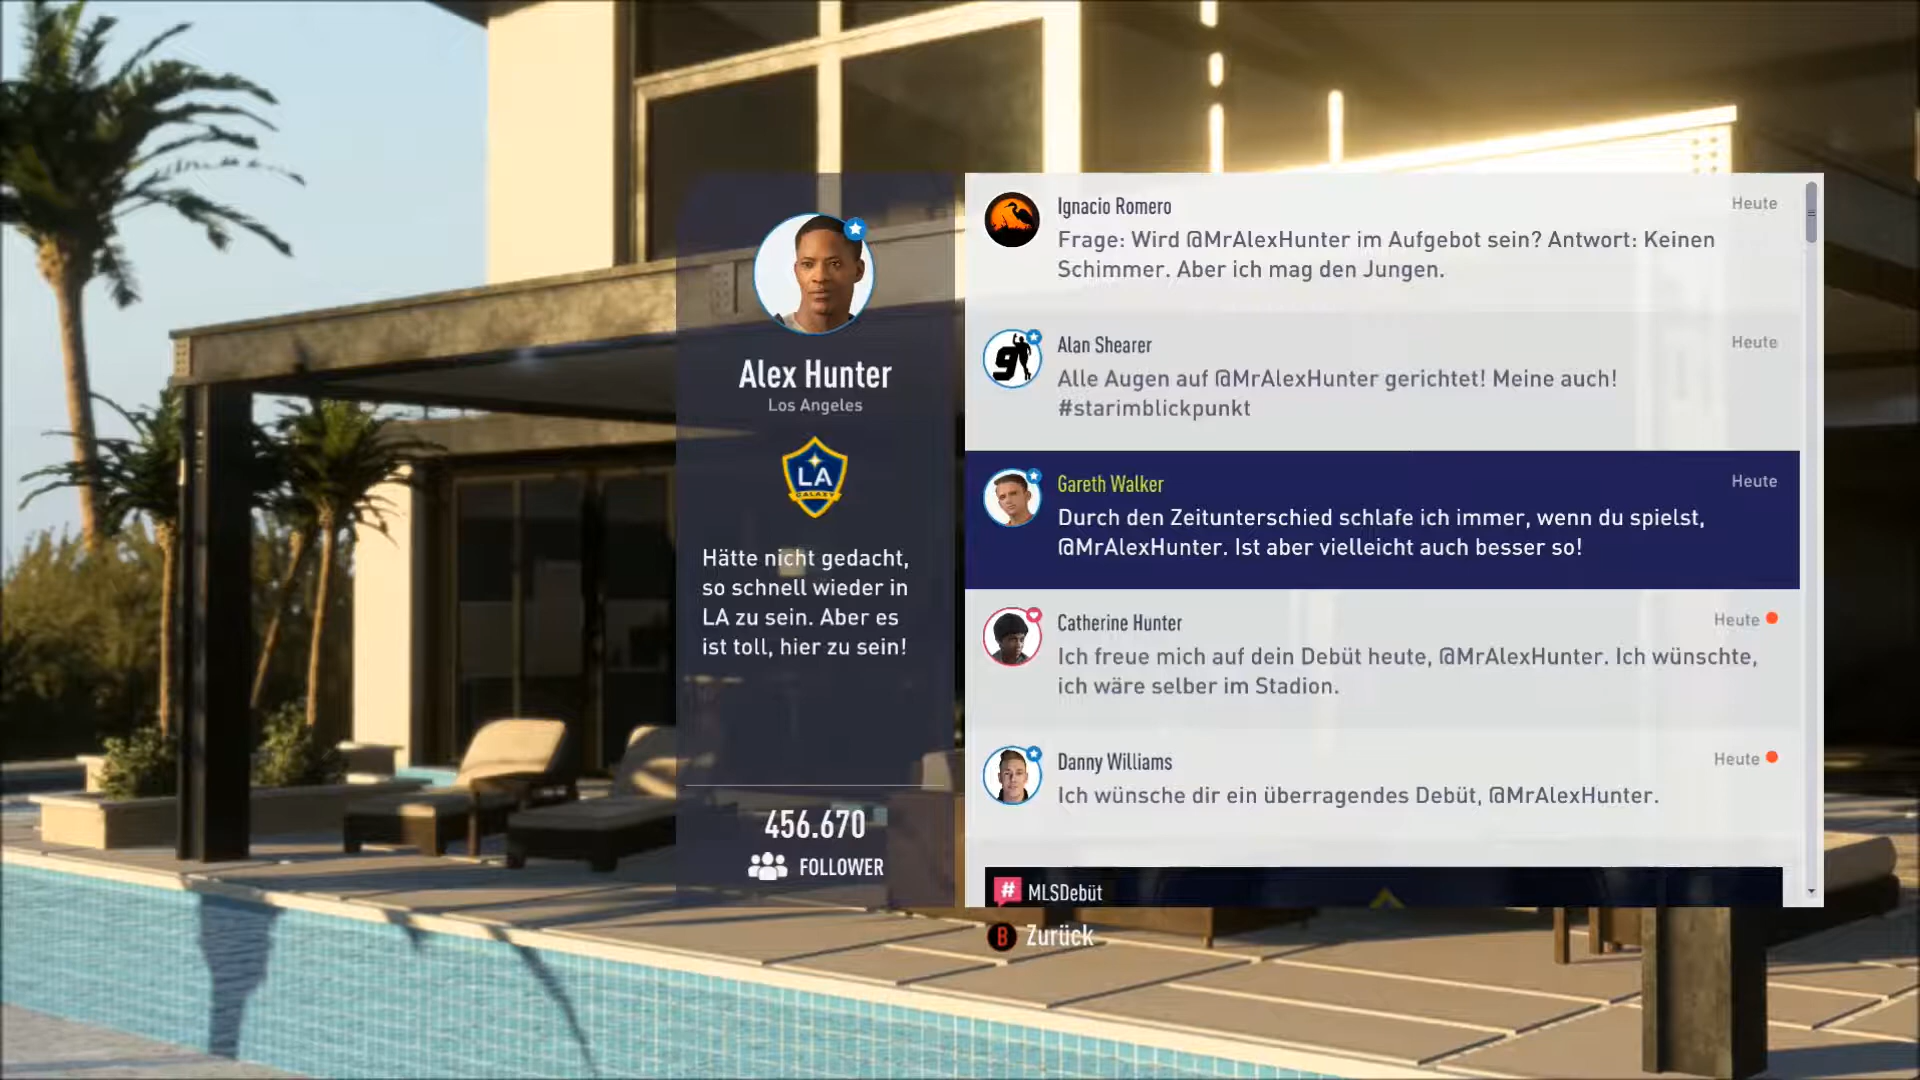 Alex Hunter
Los Angeles
LA
GALAXY
Hätte nicht gedacht,
so schnell wieder in
LA zu sein. Aber es
ist toll, hier zu sein!
456.670
FOLLOWER
Ignacio Romero
Heute
Frage: Wird @MrAlexHunter im Aufgebot sein? Antwort: Keinen
Schimmer. Aber ich mag den Jungen.
9
Alan Shearer
Heute
Alle Augen auf @MrAlexHunter gerichtet! Meine auch!
#starimblickpunkt
Gareth Walker
Heute
Durch den Zeitunterschied schlafe ich immer, wenn du spielst,
@MrAlexHunter. Ist aber vielleicht auch besser so!
Catherine Hunter
Heute
Ich freue mich auf dein Debüt heute, @MrAlexHunter. Ich wünschte,
ich wäre selber im Stadion.
Danny Williams
Heute
Ich wünsche dir ein überragendes Debüt, @MrAlexHunter.
# MLSDebüt
B Zurück